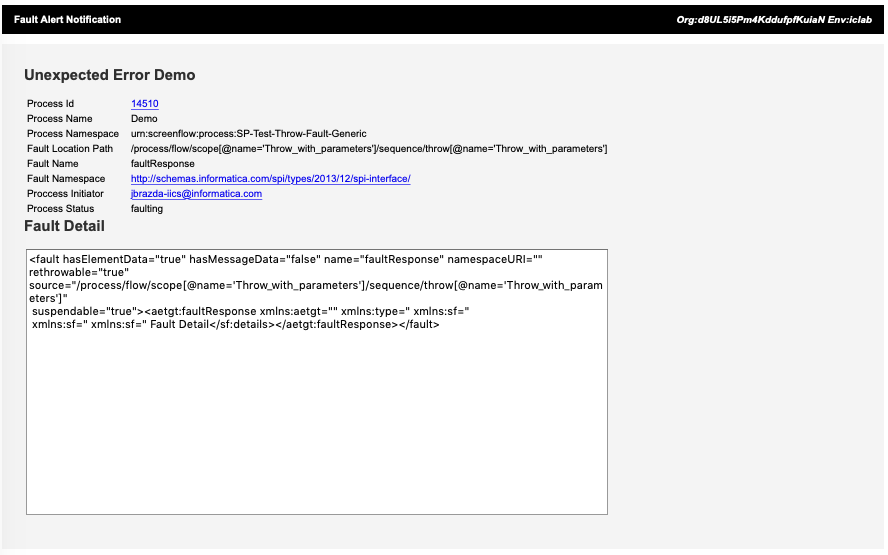 Fault Alert Notification Org:d8UL5i5Pm4KddufpfKuiaN Env:iclab
Unexpected Error Demo
Process Id 14510
Process Name Demo
Process Namespace urn:screenflow:process:SP-Test-Throw-Fault-Generic
Fault Location Path /process/flow/scope[@name='Throw_with_parameters']/sequence/throw[@name='Throw_with_parameters']
Fault Name faultResponse
Fault Namespace http://schemas.informatica.com/spi/types/2013/12/spi-interface/
Proccess Initiator jbrazda-iics@informatica.com
Process Status faulting
Fault Detail
<fault hasElementData="true" hasMessageData="false" name="faultResponse" namespaceURI=""
rethrowable="true"
source="/process/flow/scope[@name='Throw_with_parameters']/sequence/throw[@name='Throw_with_param
eters']"
suspendable="true"><aetgt:faultResponse xmlns:aetgt="" xmlns:type=" xmlns:sf="
xmlns:sf=" xmlns:sf=" Fault Detail</sf:details></aetgt:faultResponse></fault>